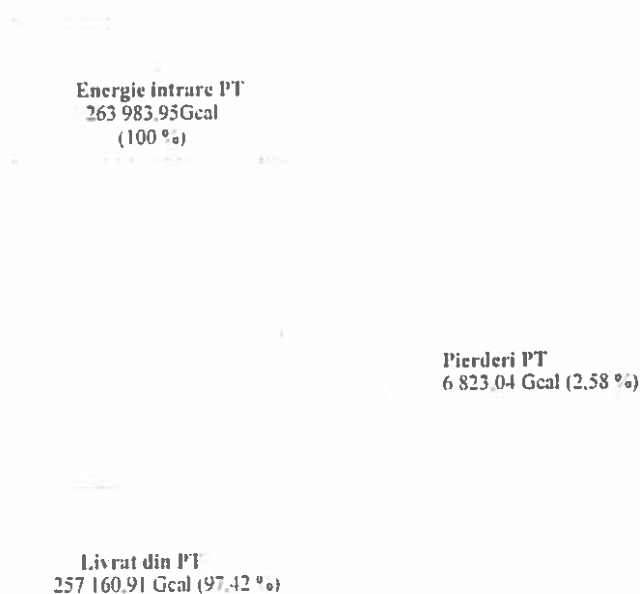 Energie intrare PT
263 983,95Gcal
(100 %)
Pierderi PT
6 823,04 Gcal (2,58 %)
Livrat din PT
257 160,91 Gcal (97,42 %)